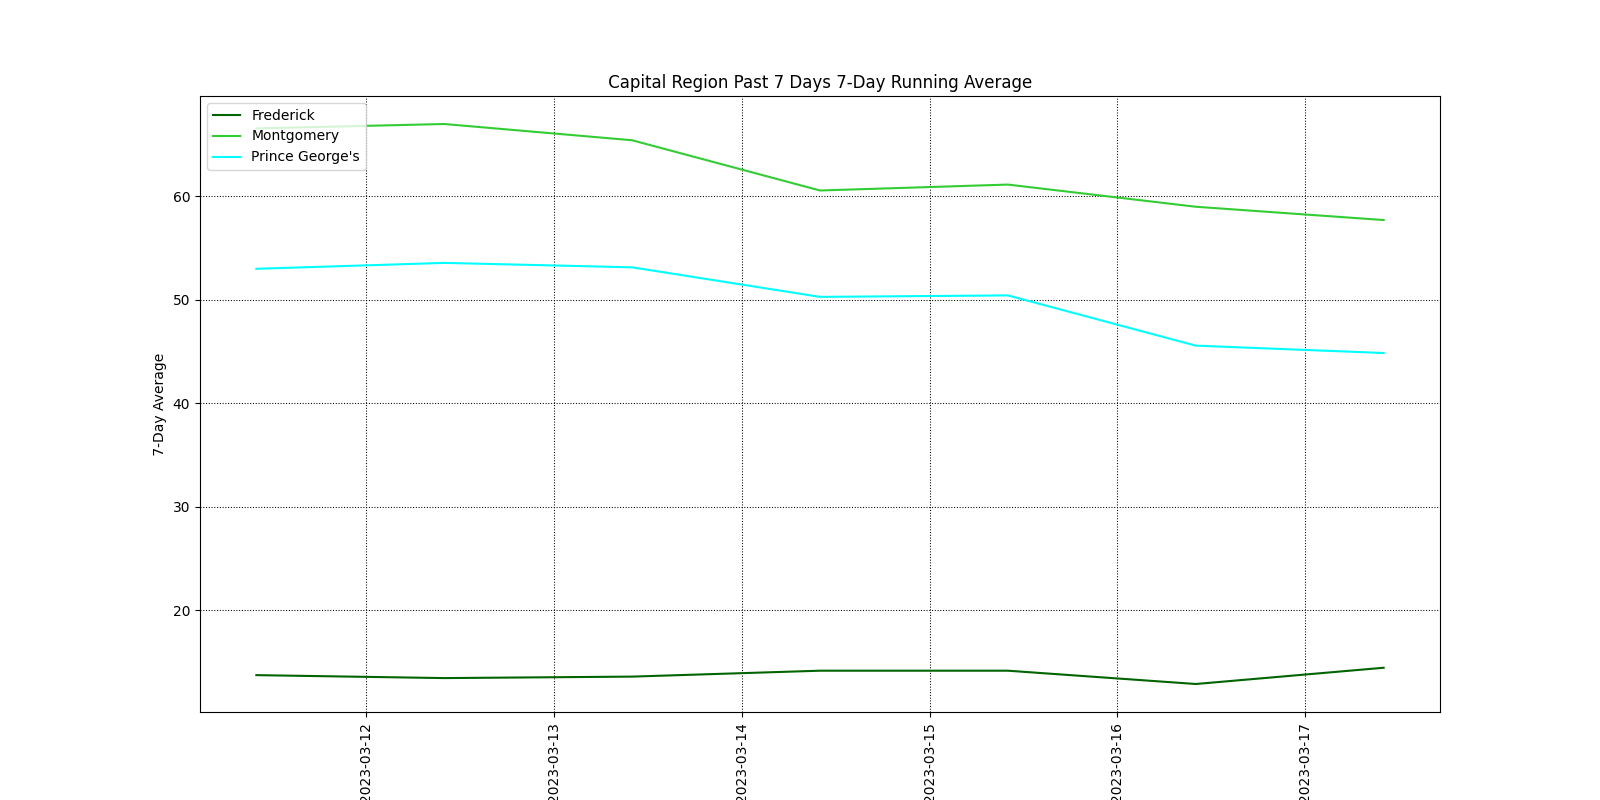 Capital Region Past 7 Days 7-Day Running Average
Frederick
Montgomery
Prince George's
7-Day Average
60
50
40
30
20
2023-03-12
2023-03-13
2023-03-14
2023-03-15
2023-03-16
2023-03-17